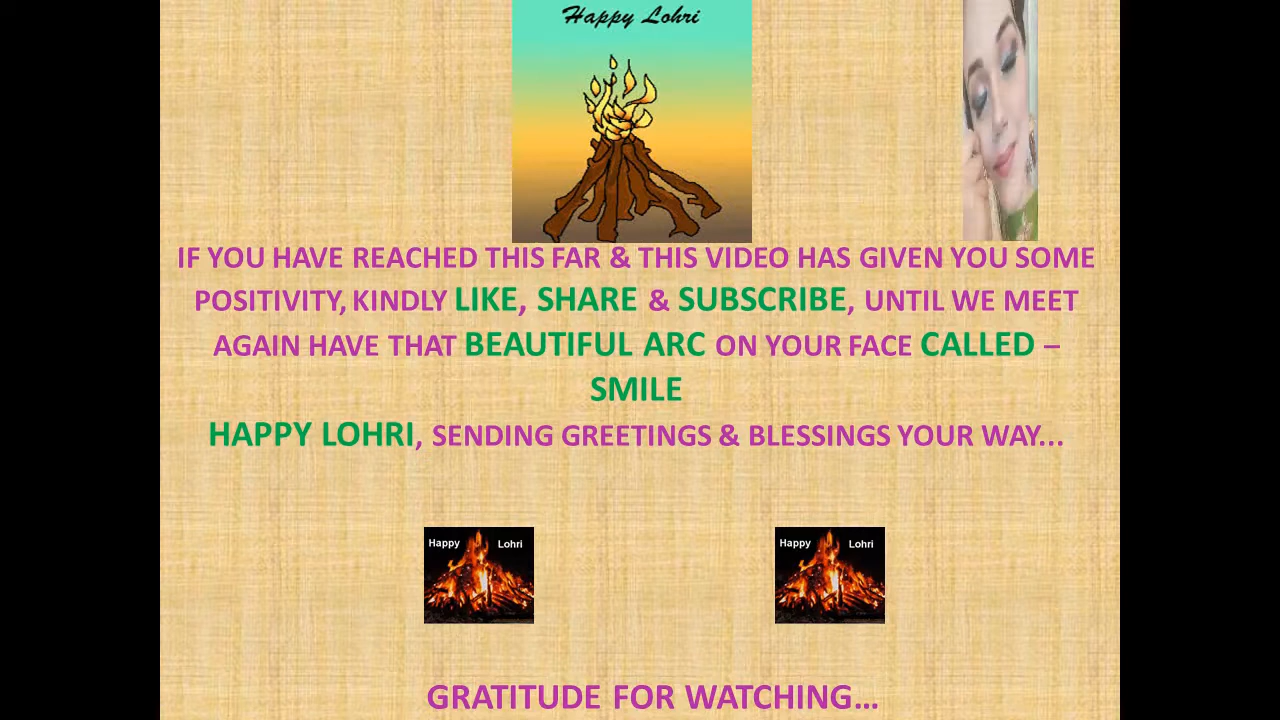 Happy Lohri
IF YOU HAVE REACHED THIS FAR & THIS VIDEO HAS GIVEN YOU SOME
POSITIVITY, KINDLY LIKE, SHARE & SUBSCRIBE, UNTIL WE MEET
AGAIN HAVE THAT BEAUTIFUL ARC ON YOUR FACE CALLED –
SMILE
HAPPY LOHRI, SENDING GREETINGS & BLESSINGS YOUR WAY...
Happy Lohri
Happy Lohri
GRATITUDE FOR WATCHING...